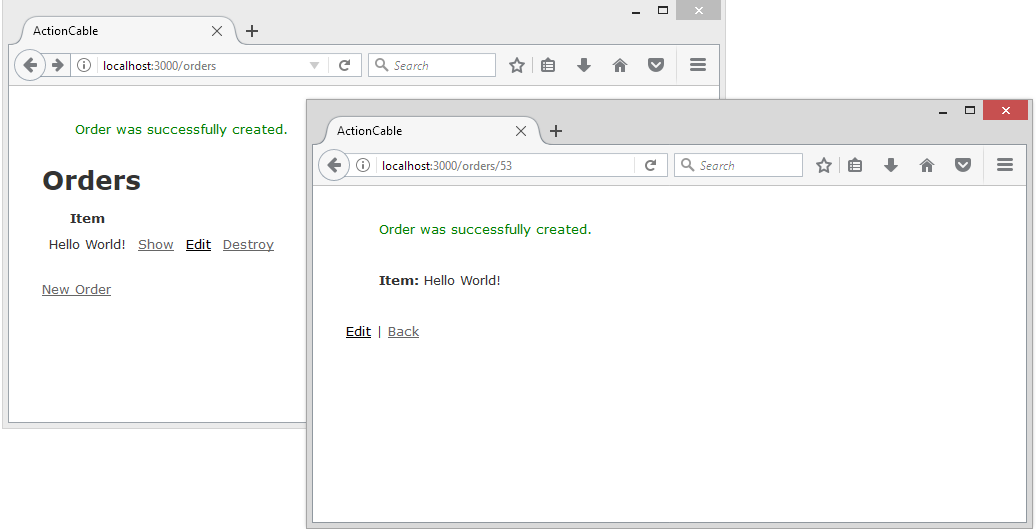 ActionCable
localhost:3000/orders
Search
Order was successfully created.
Orders
Item
Hello World! Show Edit Destroy
New Order
ActionCable
localhost:3000/orders/53
Search
Order was successfully created.
Item: Hello World!
Edit | Back